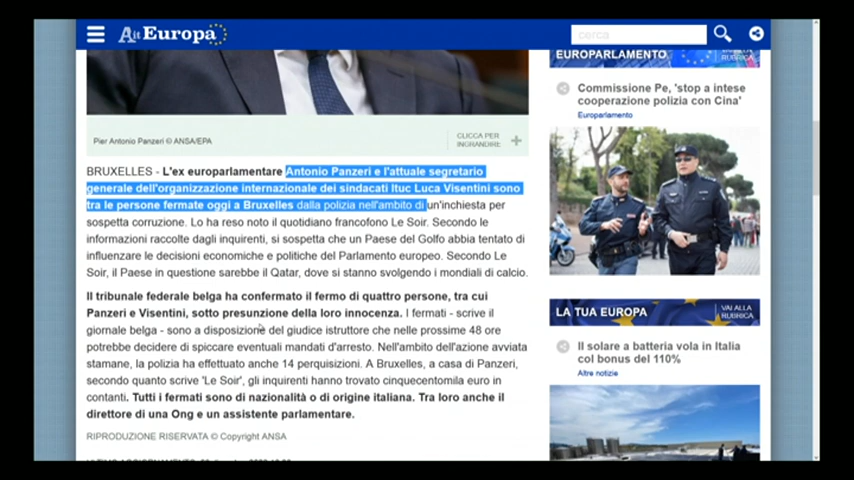 Ait Europa
cerca
VAI ALLA
RUBRICA
EUROPARLAMENTO
Commissione Pe, 'stop a intese
cooperazione polizia con Cina'
Europarlamento
Pier Antonio Panzeri © ANSA/EPA
CLICCA PER
INGRANDIRE
BRUXELLES - L'ex europarlamentare Antonio Panzeri e l'attuale segretario
generale dell'organizzazione internazionale dei sindacati Ituc Luca Visentini sono
tra le persone fermate oggi a Bruxelles dalla polizia nell'ambito di un'inchiesta per
sospetta corruzione. Lo ha reso noto il quotidiano francofono Le Soir. Secondo le
informazioni raccolte dagli inquirenti, si sospetta che un Paese del Golfo abbia tentato di
influenzare le decisioni economiche e politiche del Parlamento europeo. Secondo Le
Soir, il Paese in questione sarebbe il Qatar, dove si stanno svolgendo i mondiali di calcio.
Il tribunale federale belga ha confermato il fermo di quattro persone, tra cui
Panzeri e Visentini, sotto presunzione della loro innocenza. I fermati - scrive il
giornale belga - sono a disposizione del giudice istruttore che nelle prossime 48 ore
potrebbe decidere di spiccare eventuali mandati d'arresto. Nell'ambito dell'azione avviata
stamane, la polizia ha effettuato anche 14 perquisizioni. A Bruxelles, a casa di Panzeri,
secondo quanto scrive 'Le Soir', gli inquirenti hanno trovato cinquecentomila euro in
contanti. Tutti i fermati sono di nazionalità o di origine italiana. Tra loro anche il
direttore di una Ong e un assistente parlamentare.
RIPRODUZIONE RISERVATA © Copyright ANSA
LA TUA EUROPA
VAI ALLA
RUBRICA
Il solare a batteria vola in Italia
col bonus del 110%
Altre notizie